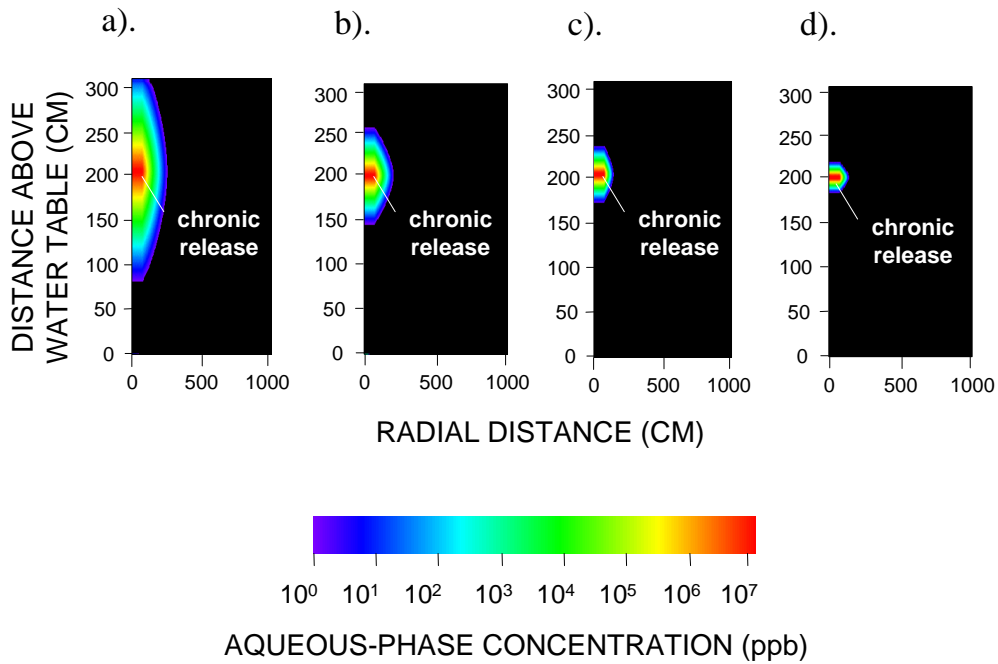 a). b). c). d).
DISTANCE ABOVE
WATER TABLE (CM)
300
250
200
150
100
50
0
chronic
release
0 500 1000
300
250
200
150
100
50
0
chronic
release
0 500 1000
300
250
200
150
100
50
0
chronic
release
0 500 1000
300
250
200
150
100
50
0
chronic
release
0 500 1000
RADIAL DISTANCE (CM)
10⁰ 10¹ 10² 10³ 10⁴ 10⁵ 10⁶ 10⁷
AQUEOUS-PHASE CONCENTRATION (ppb)